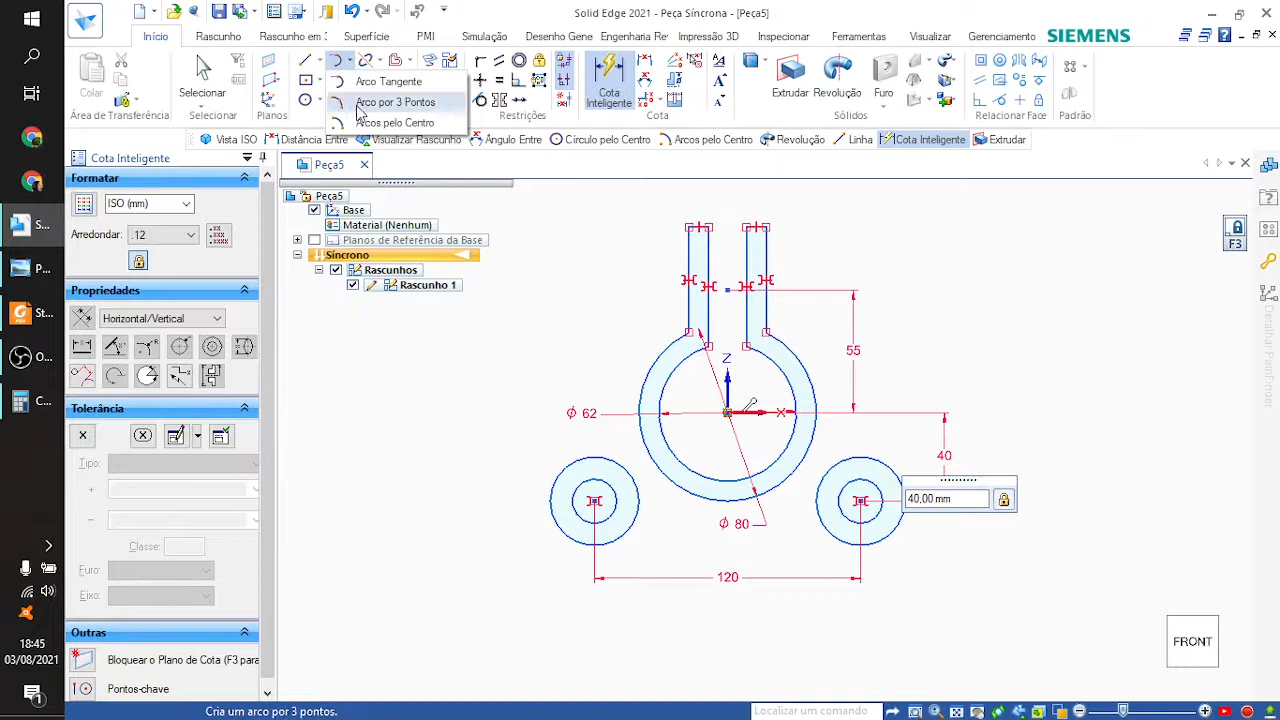 Solid Edge 2021 - Peça Síncrona - [Peça5]
Início Rascunho Rascunho em : Superfície PMI Simulação Desenho Gene Engenharia Re Impressão 3D Inspecionar Ferramentas Visualizar Gerenciamento SIEMENS
Colar Selecionar Cota Inteligente Extrudar Revolução Furo
Arco Tangente
Arco por 3 Pontos
Arcos pelo Centro
Área de Transferência Selecionar Planos Restrições Cota Sólidos Relacionar Face Padrão
Vista ISO Distância Entre Visualizar Rascunho Ângulo Entre Círculo pelo Centro Arcos pelo Centro Revolução Linha Cota Inteligente Extrudar
Cota Inteligente
Peça5
Formatar
ISO (mm)
Arredondar: .12
Propriedades
Horizontal/Vertical
Tolerância
Tipo:
+
−
Classe:
Furo:
Eixo:
Outras
Bloquear o Plano de Cota (F3 para
Pontos-chave
Peça5
Base
Material (Nenhum)
Planos de Referência da Base
Síncrono
Rascunhos
Rascunho 1
F3
Detalhar PathFinder
55
Z
Ø 62
X
40
40,00 mm
Ø 80
120
FRONT
S...
P...
S...
O...
C...
18:45
03/08/2021
Cria um arco por 3 pontos.
Localizar um comando